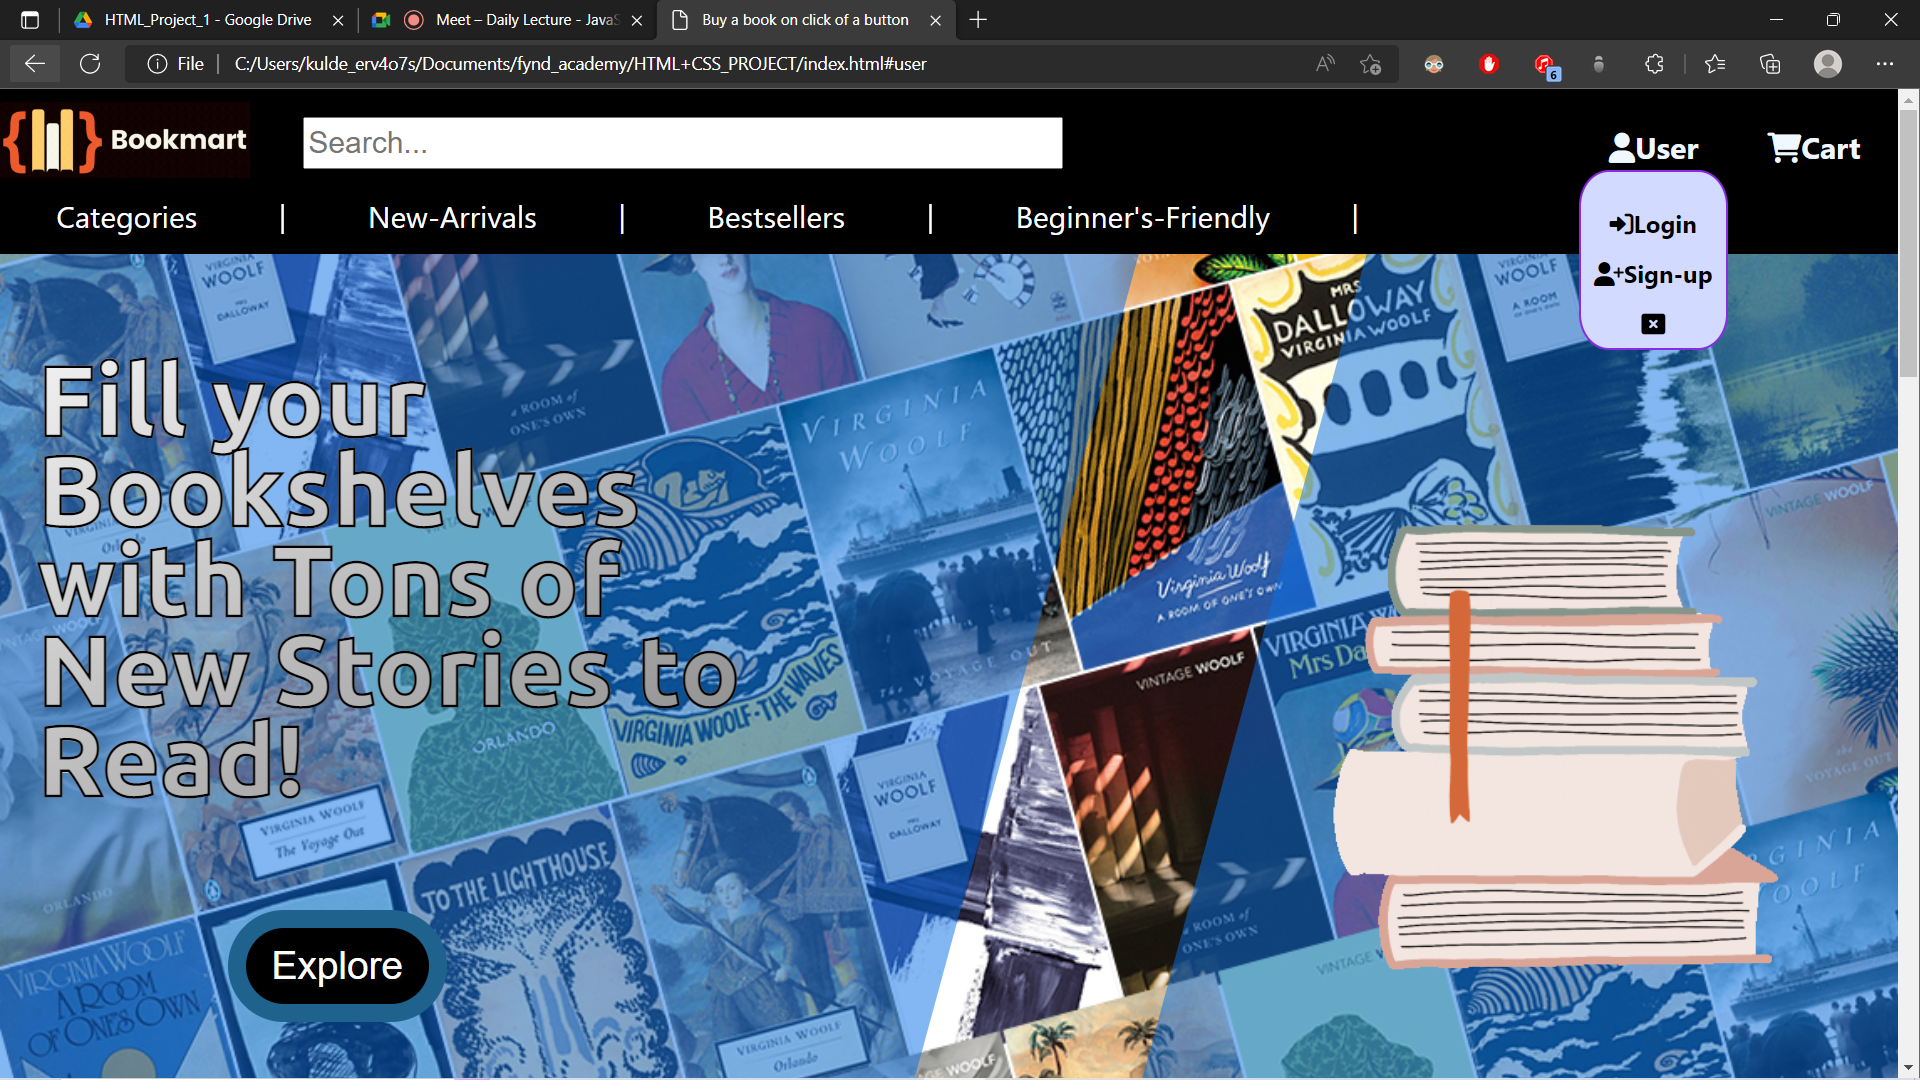 HTML_Project_1 - Google Drive
Meet – Daily Lecture - JavaS
Buy a book on click of a button
File
C:/Users/kulde_erv4o7s/Documents/fynd_academy/HTML+CSS_PROJECT/index.html#user
6
Bookmart
Search...
User
Cart
Categories | New-Arrivals | Bestsellers | Beginner's-Friendly |
Login
Sign-up
Fill your
Bookshelves
with Tons of
New Stories to
Read!
Explore
VIRGINIA
WOOLF
MRS
DALLOWAY
a ROOM of
ONE'S OWN
VIRGINIA
WOOLF
The VOYAGE OUT
MRS
DALLOWAY
VIRGINIA WOOLF
VIRGINIA
WOOLF
A ROOM
OF ONE'S OWN
Virginia Woolf
A ROOM OF ONE'S OWN
VINTAGE WOOLF
VINTAGE WOOLF
VIRGINIA
Mrs Da
ORLANDO
VIRGINIA WOOLF - THE WAVES
VIRGINIA WOOLF
The Voyage Out
VIRGINIA
WOOLF
MRS
DALLOWAY
the
VOYAGE OUT
ORLANDO
TO THE LIGHTHOUSE
a ROOM of
ONE'S OWN
VIRGINIA WOOLF
A ROOM
OF ONE'S OWN
VIRGINIA WOOLF
Orlando
VINTAGE
WOOLF
GINIA
OOLF